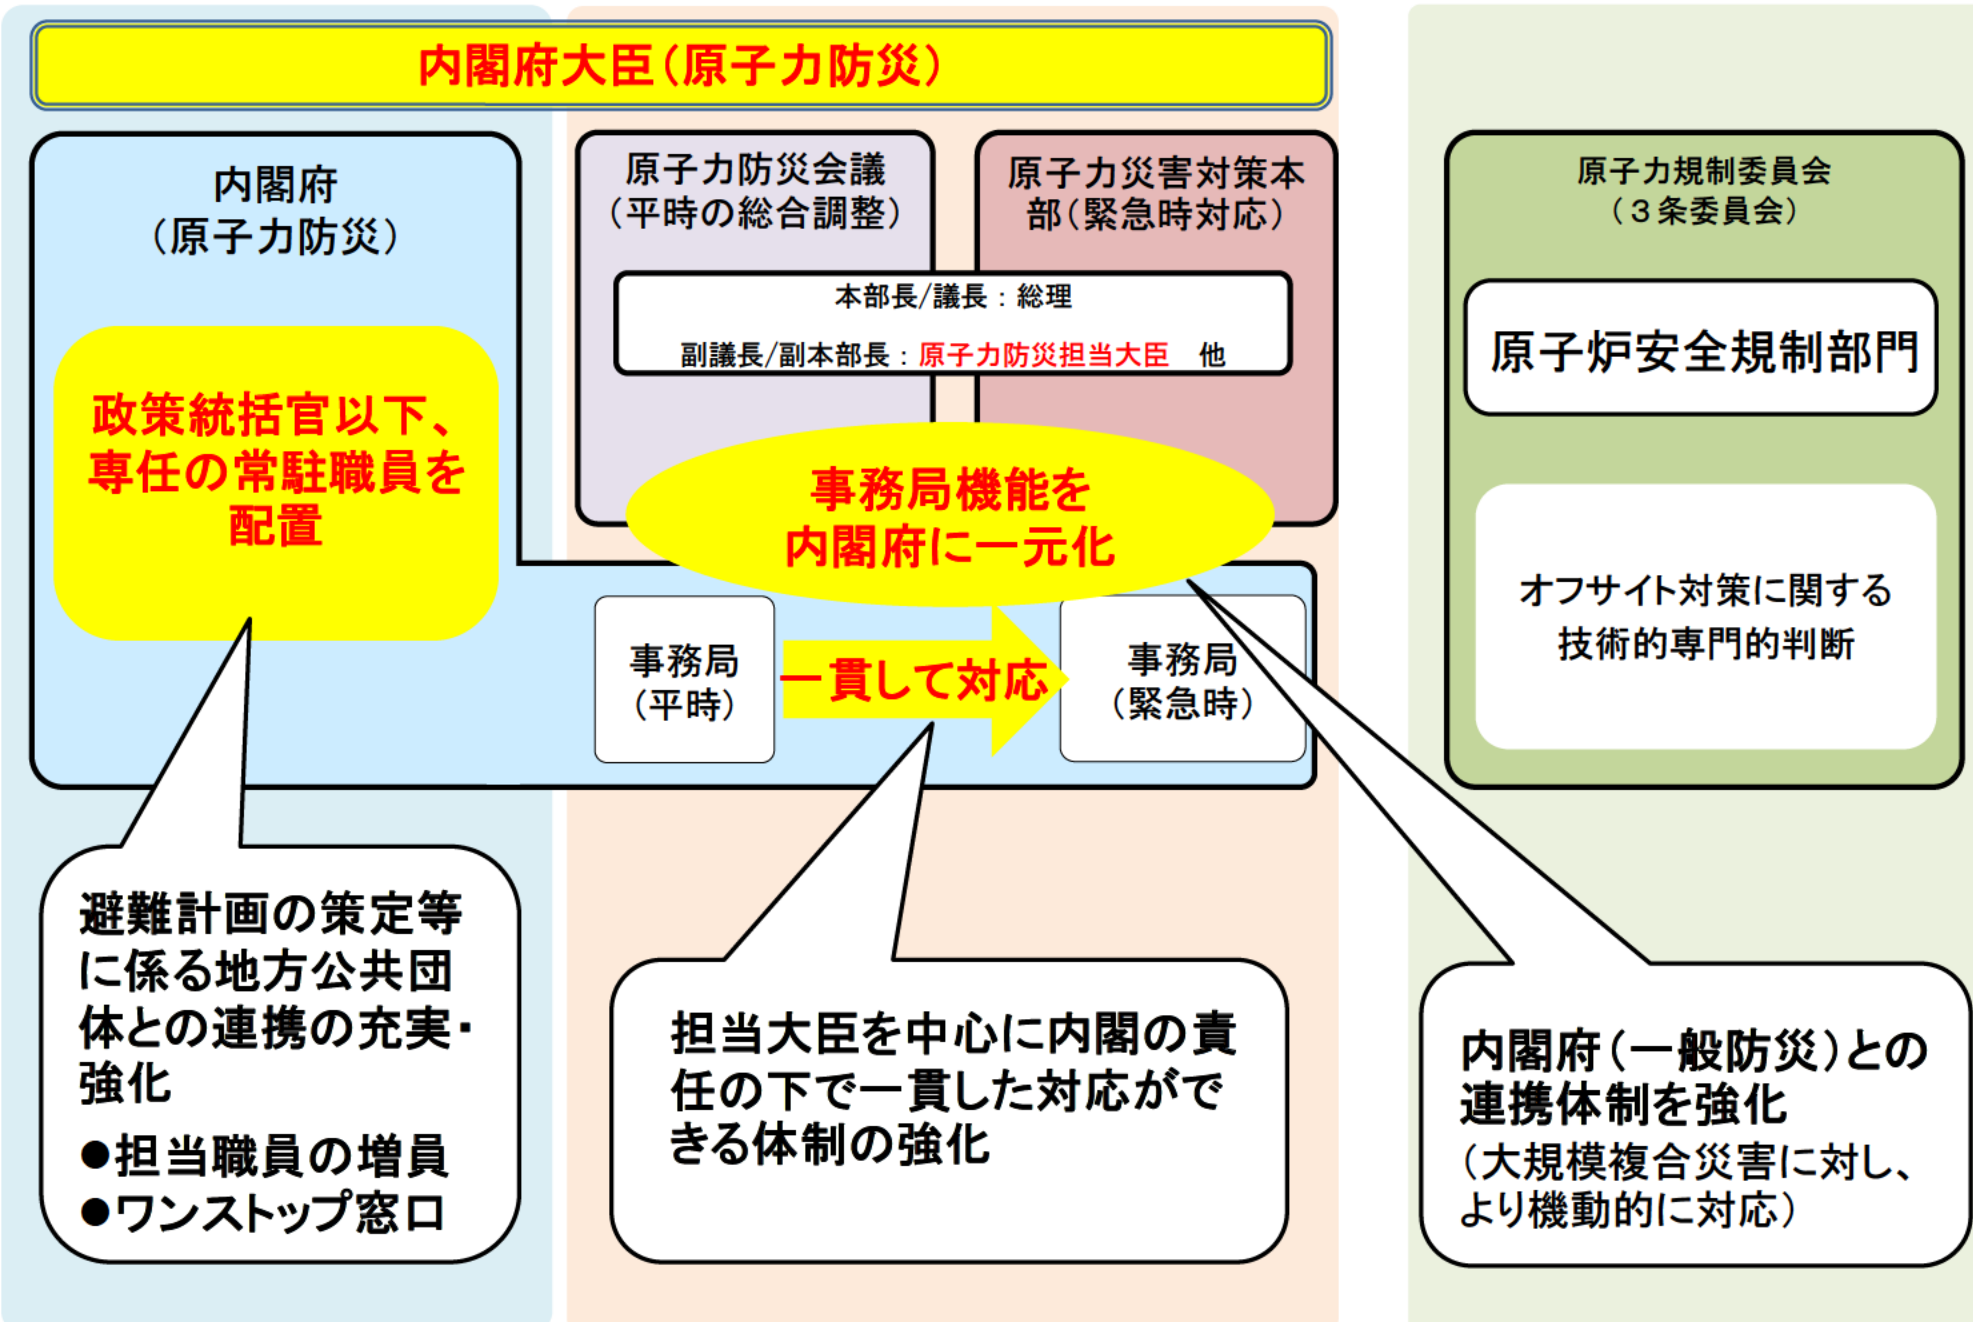 内閣府大臣（原子力防災）
内閣府
（原子力防災）
政策統括官以下、
専任の常駐職員を
配置
原子力防災会議
（平時の総合調整）
原子力災害対策本
部（緊急時対応）
本部長/議長：総理
副議長/副本部長：原子力防災担当大臣　他
事務局機能を
内閣府に一元化
事務局
（平時）
一貫して対応
事務局
（緊急時）
原子力規制委員会
（３条委員会）
原子炉安全規制部門
オフサイト対策に関する
技術的専門的判断
避難計画の策定等
に係る地方公共団
体との連携の充実・
強化
●担当職員の増員
●ワンストップ窓口
担当大臣を中心に内閣の責
任の下で一貫した対応がで
きる体制の強化
内閣府（一般防災）との
連携体制を強化
（大規模複合災害に対し、
より機動的に対応）